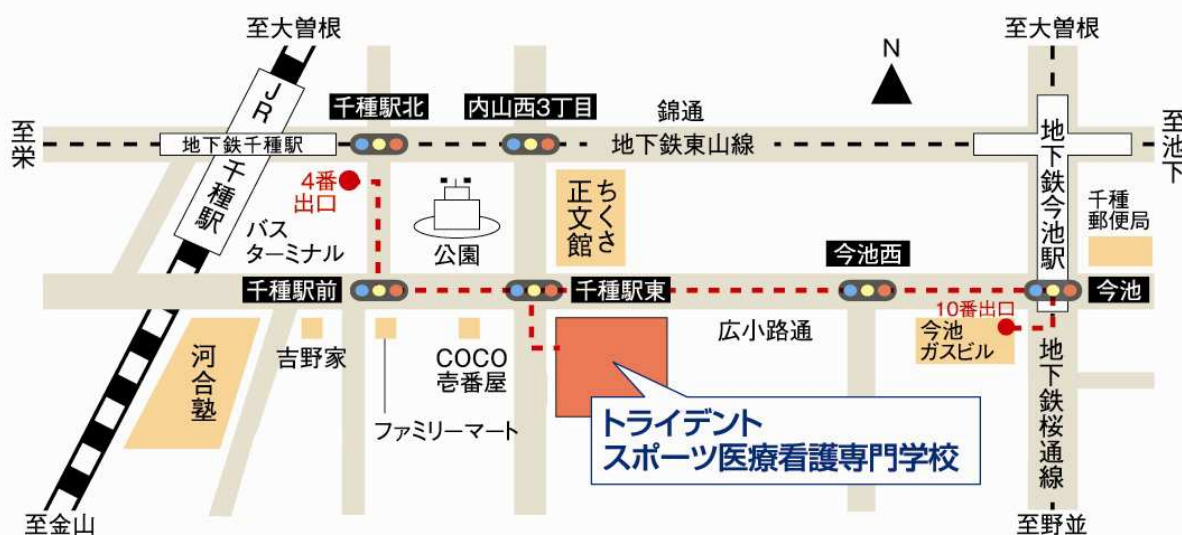 至大曽根
至大曽根
N
千種駅北
内山西3丁目
錦通
至栄
JR千種駅
地下鉄千種駅
地下鉄東山線
地下鉄今池駅
至池下
4番
出口
バス
ターミナル
公園
ちくさ
正文館
千種
郵便局
今池西
千種駅前
千種駅東
今池
10番出口
広小路通
今池
ガスビル
河合塾
吉野家
COCO
壱番屋
ファミリーマート
トライデント
スポーツ医療看護専門学校
地下鉄桜通線
至金山
至野並